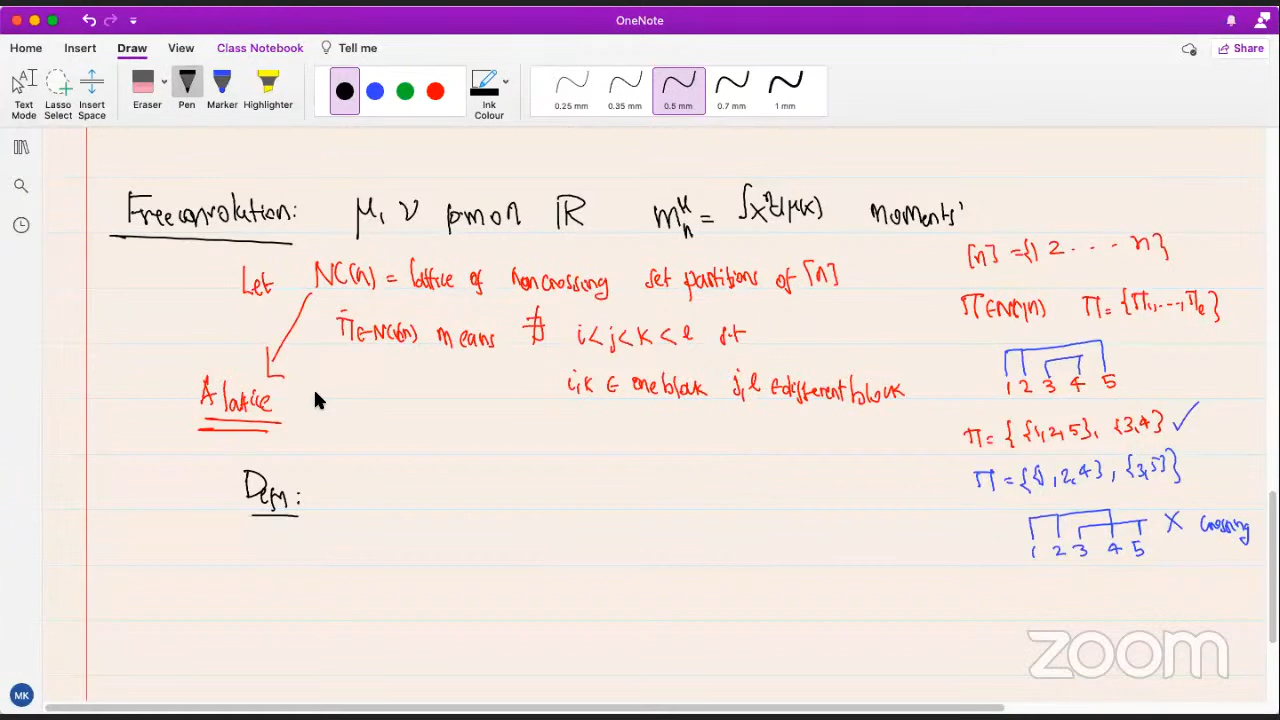 OneNote
Home Insert Draw View Class Notebook Tell me
Share
Text Mode
Lasso Select
Insert Space
Eraser
Pen
Marker
Highlighter
0.25 mm
0.35 mm
0.5 mm
0.7 mm
1 mm
Ink Colour
Free convolution: μ, ν pm on ℝ m_n^μ = ∫x^n dμ(x) moments
Let NC(n) = lattice of noncrossing set partitions of [n]
Π∈NC(n) means ∄ i<j<k<l st
i,k ∈ one block j,l ∈ different block
A lattice
Defn:
[n] = {1 2 ... n}
Π∈NC(n) Π = {Π₁,...,Π_ℓ}
1 2 3 4 5
Π = { {1,2,5}, {3,4} } ✓
Π = {{1,2,4}, {3,5}}
X crossing
1 2 3 4 5
zoom
MK